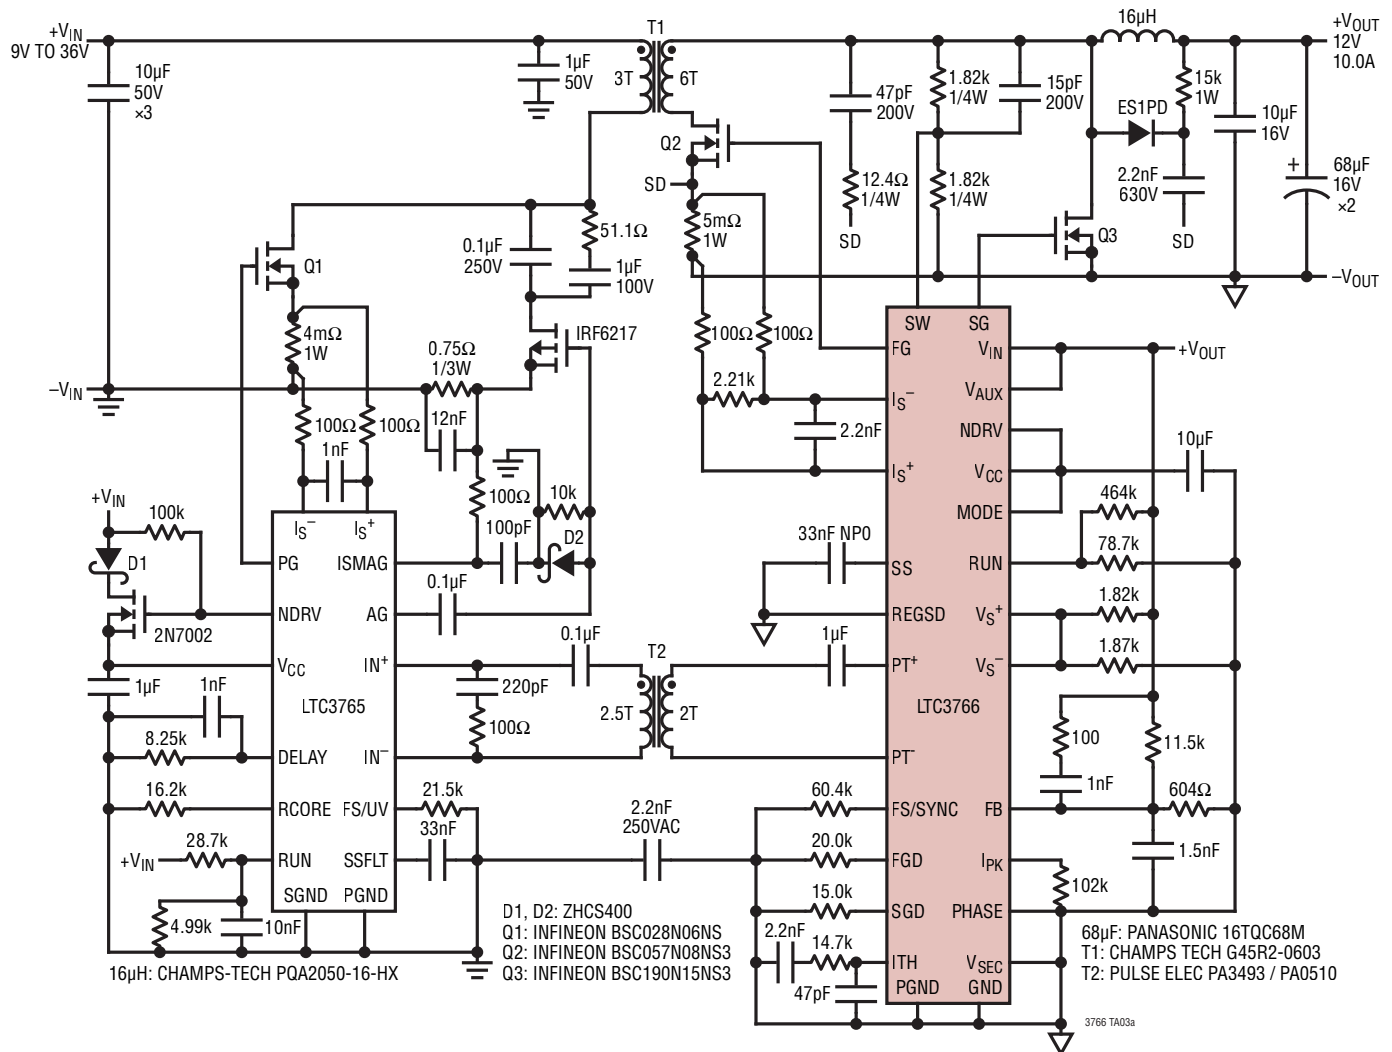 +VIN
9V TO 36V
10µF
50V
×3
1µF
50V
T1
3T
6T
16µH
+VOUT
12V
10.0A
47pF
200V
1.82k
1/4W
15pF
200V
15k
1W
ES1PD
10µF
16V
+
68µF
16V
×2
Q2
SD
12.4Ω
1/4W
SD
1.82k
1/4W
2.2nF
630V
SD
Q3
–VOUT
Q1
0.1µF
250V
51.1Ω
1µF
100V
5mΩ
1W
4mΩ
1W
IRF6217
100Ω
100Ω
SW
SG
FG
VIN
+VOUT
–VIN
0.75Ω
1/3W
2.21k
IS–
VAUX
100Ω
100Ω
12nF
2.2nF
NDRV
10µF
1nF
IS+
VCC
+VIN
100k
100Ω
10k
464k
IS–
IS+
100pF
D2
33nF NP0
MODE
78.7k
D1
PG
ISMAG
SS
RUN
0.1µF
1.82k
2N7002
NDRV
AG
REGSD
VS+
0.1µF
T2
1µF
1.87k
VCC
IN+
PT+
VS–
1µF
1nF
220pF
LTC3765
2.5T
2T
LTC3766
8.25k
100Ω
100
11.5k
DELAY
IN–
PT-
1nF
16.2k
21.5k
60.4k
604Ω
RCORE
FS/UV
FS/SYNC
FB
33nF
2.2nF
250VAC
28.7k
20.0k
1.5nF
+VIN
RUN
SSFLT
FGD
IPK
SGND
PGND
15.0k
102k
4.99k
10nF
SGD
PHASE
2.2nF
14.7k
ITH
VSEC
47pF
PGND
GND
16µH: CHAMPS-TECH PQA2050-16-HX
D1, D2: ZHCS400
Q1: INFINEON BSC028N06NS
Q2: INFINEON BSC057N08NS3
Q3: INFINEON BSC190N15NS3
68µF: PANASONIC 16TQC68M
T1: CHAMPS TECH G45R2-0603
T2: PULSE ELEC PA3493 / PA0510
3766 TA03a